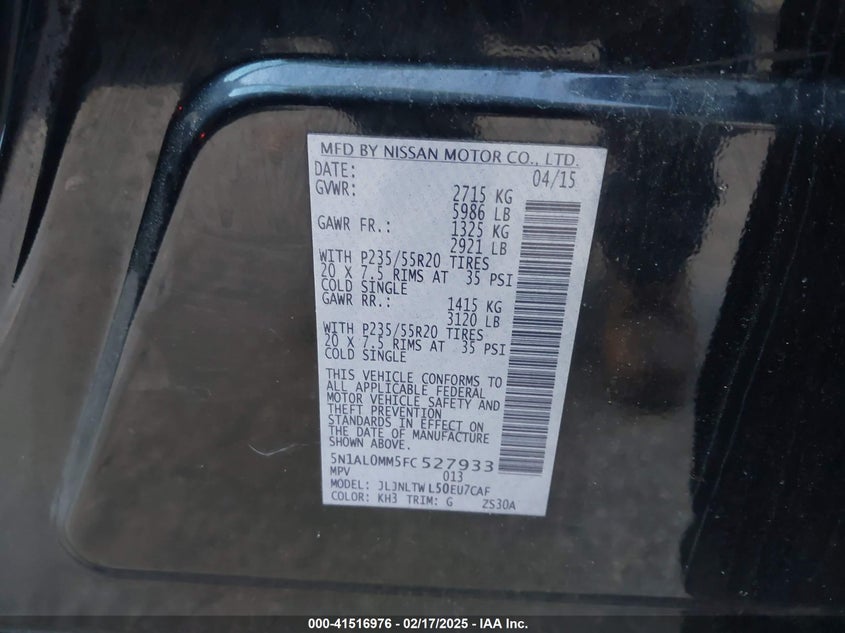 MFD BY NISSAN MOTOR CO., LTD.
DATE: 04/15
GVWR: 2715 KG
5986 LB
GAWR FR.: 1325 KG
2921 LB
WITH P235/55R20 TIRES
20 X 7.5 RIMS AT 35 PSI
COLD SINGLE
GAWR RR.: 1415 KG
3120 LB
WITH P235/55R20 TIRES
20 X 7.5 RIMS AT 35 PSI
COLD SINGLE
THIS VEHICLE CONFORMS TO
ALL APPLICABLE FEDERAL
MOTOR VEHICLE SAFETY AND
THEFT PREVENTION
STANDARDS IN EFFECT ON
THE DATE OF MANUFACTURE
SHOWN ABOVE.
5N1AL0MM5FC527933
MPV 013
MODEL: JLJNLTWL50EU7CAF
COLOR: KH3 TRIM: G ZS30A
000-41516976 — 02/17/2025 - IAA Inc.